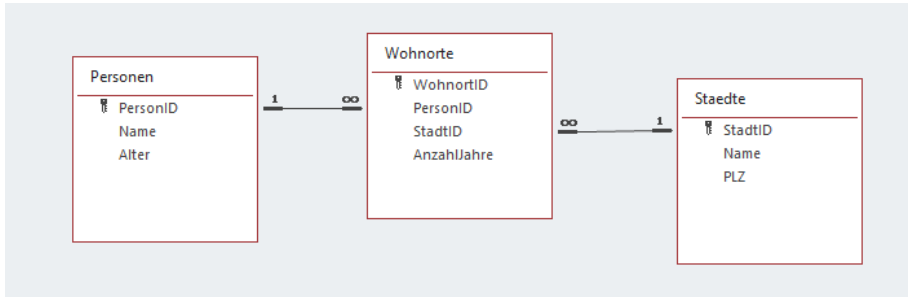 Personen
PersonID
Name
Alter
1
∞
Wohnorte
WohnortID
PersonID
StadtID
AnzahlJahre
∞
1
Staedte
StadtID
Name
PLZ